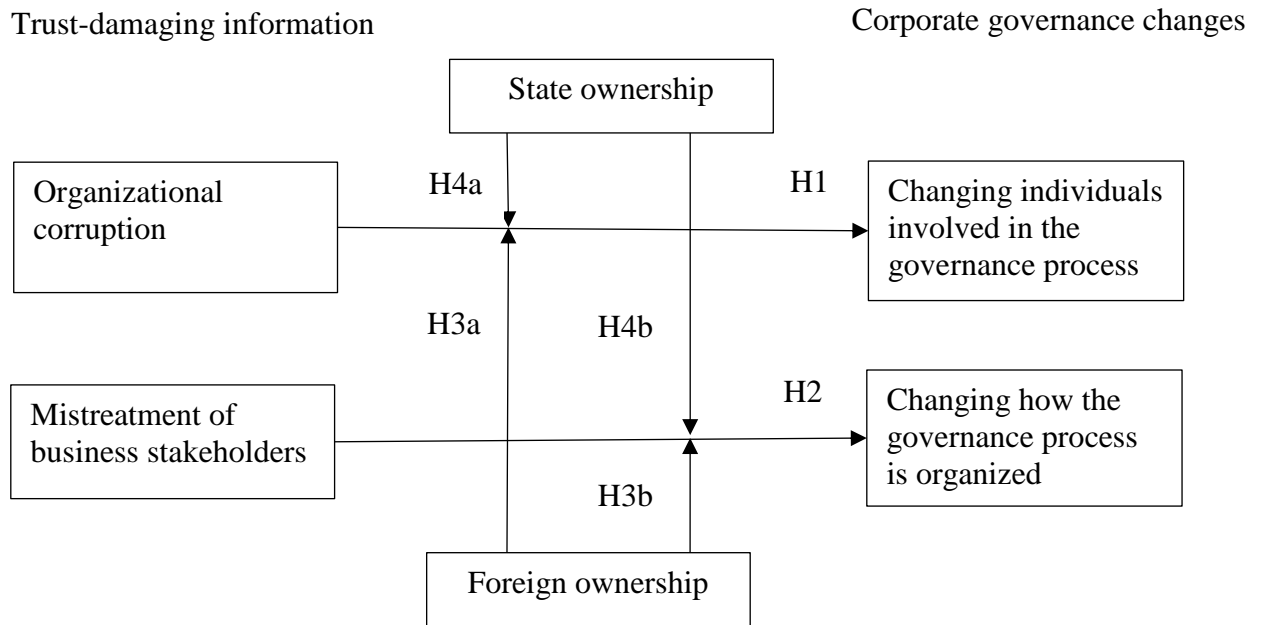 Trust-damaging information
Corporate governance changes
State ownership
Organizational
corruption
H4a
H1
Changing individuals
involved in the
governance process
H3a
H4b
Mistreatment of
business stakeholders
H2
Changing how the
governance process
is organized
H3b
Foreign ownership